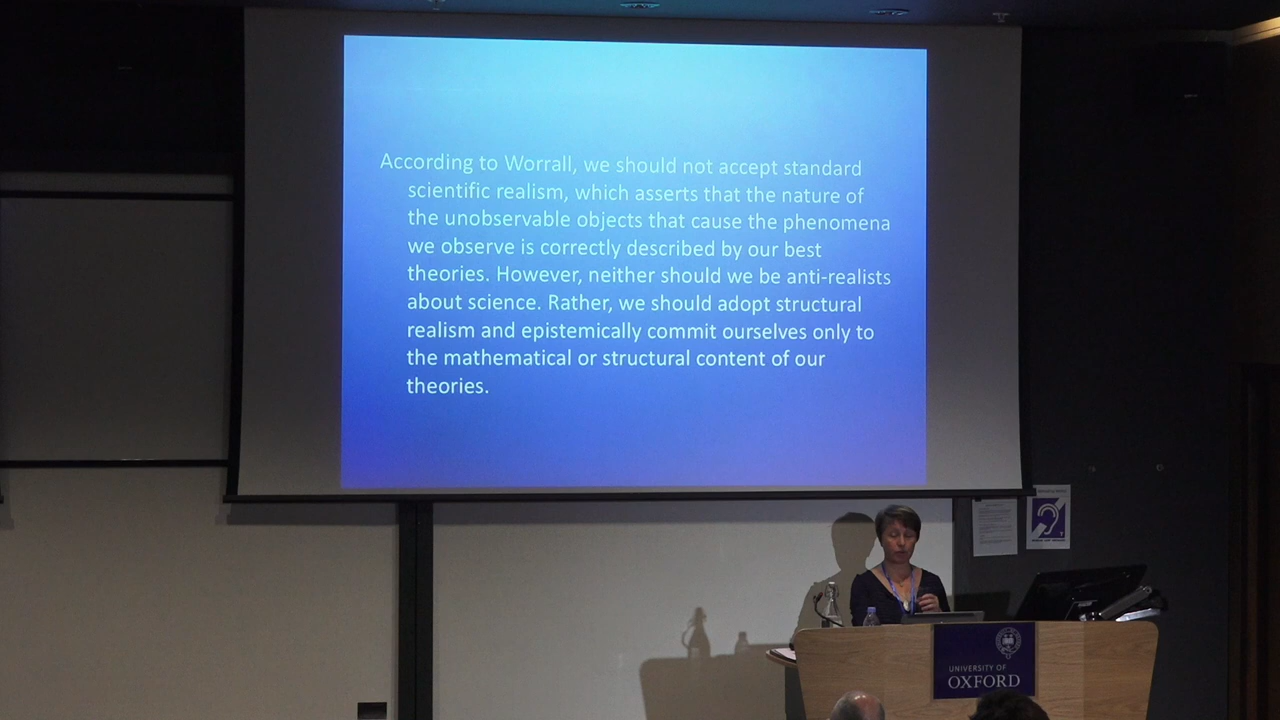 According to Worrall, we should not accept standard
scientific realism, which asserts that the nature of
the unobservable objects that cause the phenomena
we observe is correctly described by our best
theories. However, neither should we be anti-realists
about science. Rather, we should adopt structural
realism and epistemically commit ourselves only to
the mathematical or structural content of our
theories.
UNIVERSITY OF
OXFORD